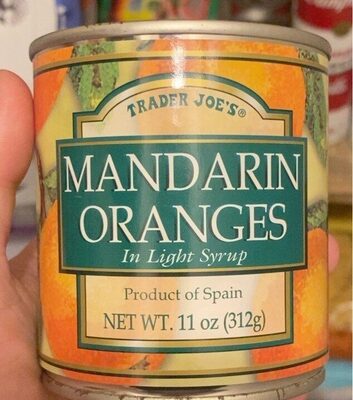 TRADER JOE'S®
MANDARIN
ORANGES
In Light Syrup
Product of Spain
NET WT. 11 oz (312g)